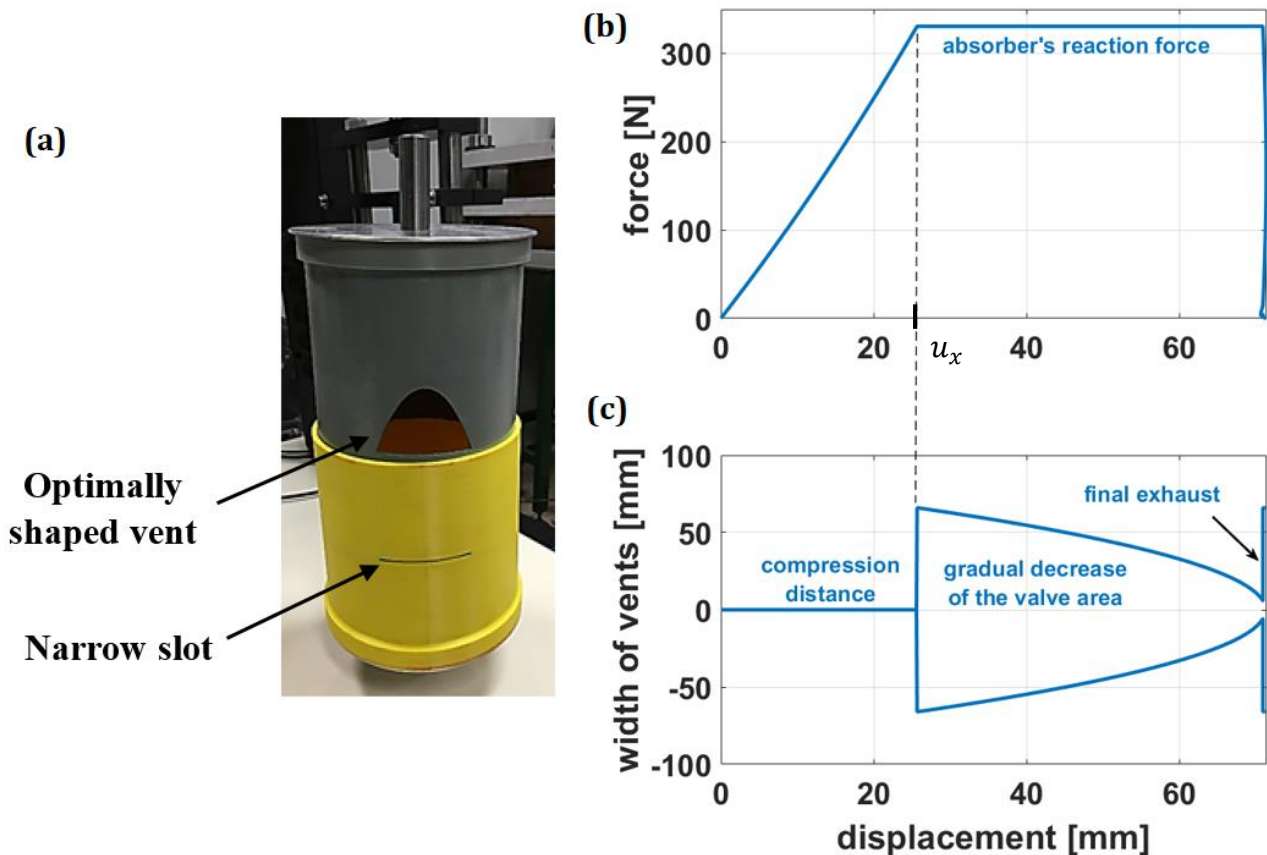 (a)
Optimally
shaped vent
Narrow slot
(b)
absorber's reaction force
force [N]
300
200
100
0
0
20
40
60
u_x
(c)
width of vents [mm]
100
50
0
-50
-100
compression
distance
gradual decrease
of the valve area
final exhaust
0
20
40
60
displacement [mm]